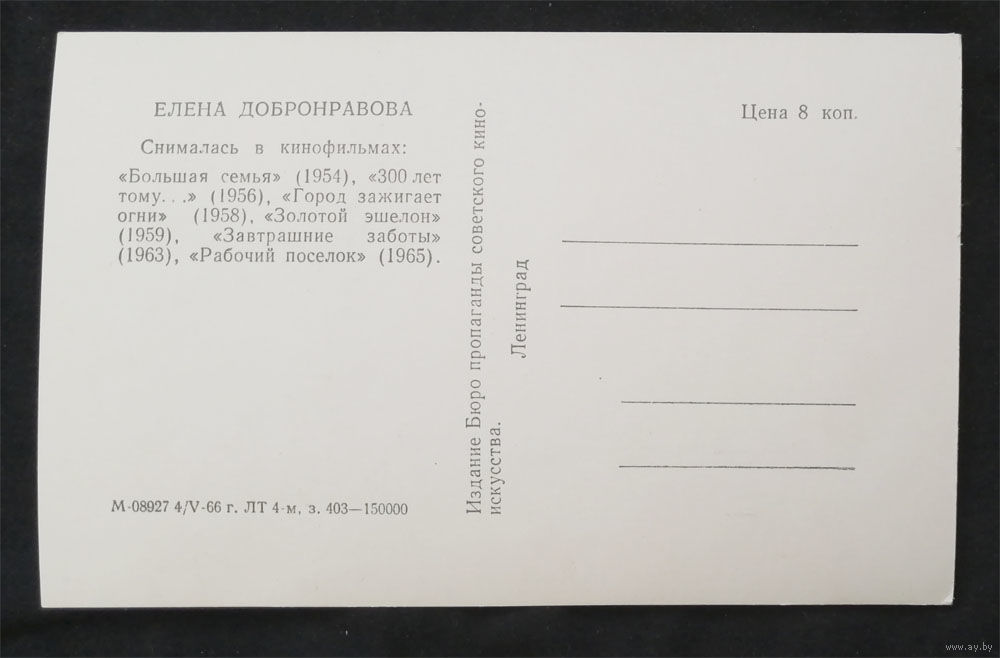 ЕЛЕНА ДОБРОНРАВОВА
Снималась в кинофильмах:
«Большая семья» (1954), «300 лет
тому. . .» (1956), «Город зажигает
огни» (1958), «Золотой эшелон»
(1959), «Завтрашние заботы»
(1963), «Рабочий поселок» (1965).
М-08927 4/V-66 г. ЛТ 4-м, з. 403—150000
Издание Бюро пропаганды советского кино-
искусства.
Ленинград
Цена 8 коп.
www.ay.by